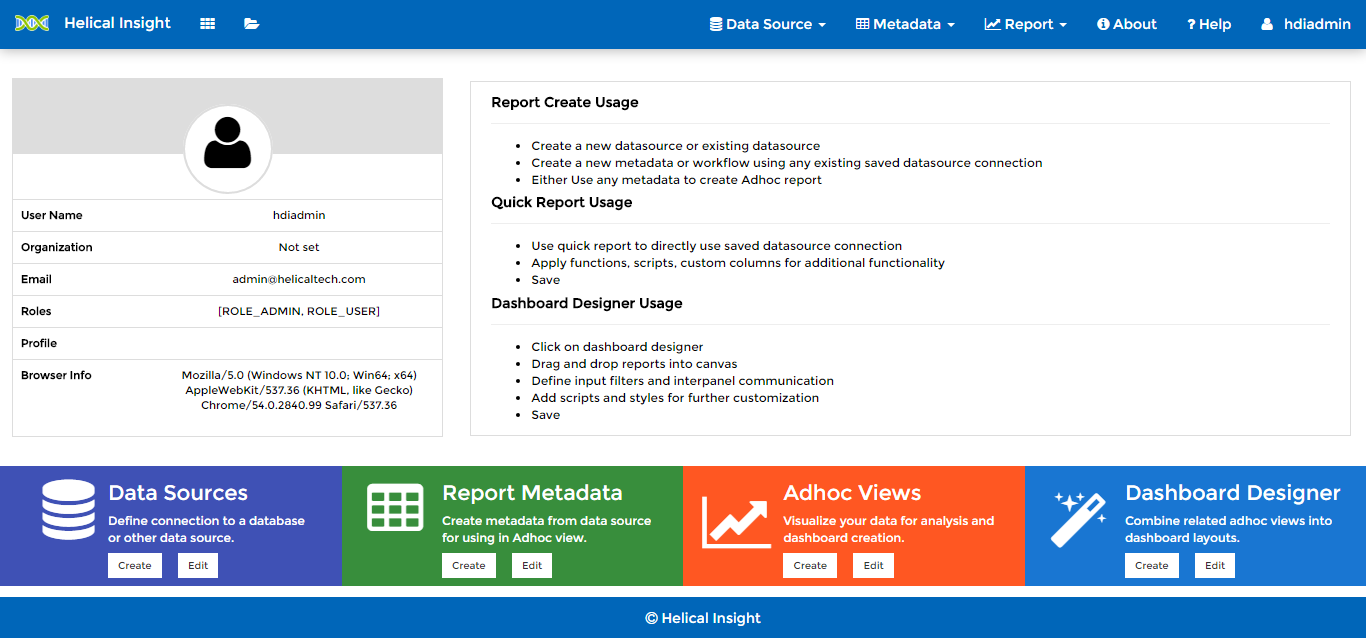 Helical Insight
Data Source
Metadata
Report
About
? Help
hdiadmin
User Name hdiadmin
Organization Not set
Email admin@helicaltech.com
Roles [ROLE_ADMIN, ROLE_USER]
Profile
Browser Info Mozilla/5.0 (Windows NT 10.0; Win64; x64)
AppleWebKit/537.36 (KHTML, like Gecko)
Chrome/54.0.2840.99 Safari/537.36
Report Create Usage
• Create a new datasource or existing datasource
• Create a new metadata or workflow using any existing saved datasource connection
• Either Use any metadata to create Adhoc report
Quick Report Usage
• Use quick report to directly use saved datasource connection
• Apply functions, scripts, custom columns for additional functionality
• Save
Dashboard Designer Usage
• Click on dashboard designer
• Drag and drop reports into canvas
• Define input filters and interpanel communication
• Add scripts and styles for further customization
• Save
Data Sources
Define connection to a database
or other data source.
Create Edit
Report Metadata
Create metadata from data source
for using in Adhoc view.
Create Edit
Adhoc Views
Visualize your data for analysis and
dashboard creation.
Create Edit
Dashboard Designer
Combine related adhoc views into
dashboard layouts.
Create Edit
© Helical Insight